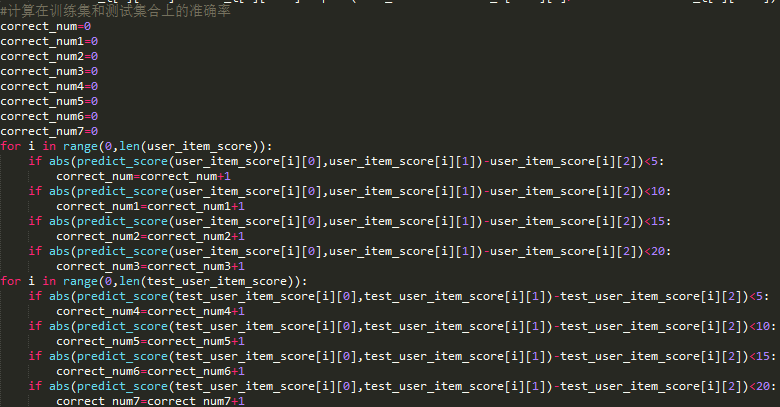 #计算在训练集和测试集合上的准确率
correct_num=0
correct_num1=0
correct_num2=0
correct_num3=0
correct_num4=0
correct_num5=0
correct_num6=0
correct_num7=0
for i in range(0,len(user_item_score)):
    if abs(predict_score(user_item_score[i][0],user_item_score[i][1])-user_item_score[i][2])<5:
        correct_num=correct_num+1
    if abs(predict_score(user_item_score[i][0],user_item_score[i][1])-user_item_score[i][2])<10:
        correct_num1=correct_num1+1
    if abs(predict_score(user_item_score[i][0],user_item_score[i][1])-user_item_score[i][2])<15:
        correct_num2=correct_num2+1
    if abs(predict_score(user_item_score[i][0],user_item_score[i][1])-user_item_score[i][2])<20:
        correct_num3=correct_num3+1
for i in range(0,len(test_user_item_score)):
    if abs(predict_score(test_user_item_score[i][0],test_user_item_score[i][1])-test_user_item_score[i][2])<5:
        correct_num4=correct_num4+1
    if abs(predict_score(test_user_item_score[i][0],test_user_item_score[i][1])-test_user_item_score[i][2])<10:
        correct_num5=correct_num5+1
    if abs(predict_score(test_user_item_score[i][0],test_user_item_score[i][1])-test_user_item_score[i][2])<15:
        correct_num6=correct_num6+1
    if abs(predict_score(test_user_item_score[i][0],test_user_item_score[i][1])-test_user_item_score[i][2])<20:
        correct_num7=correct_num7+1